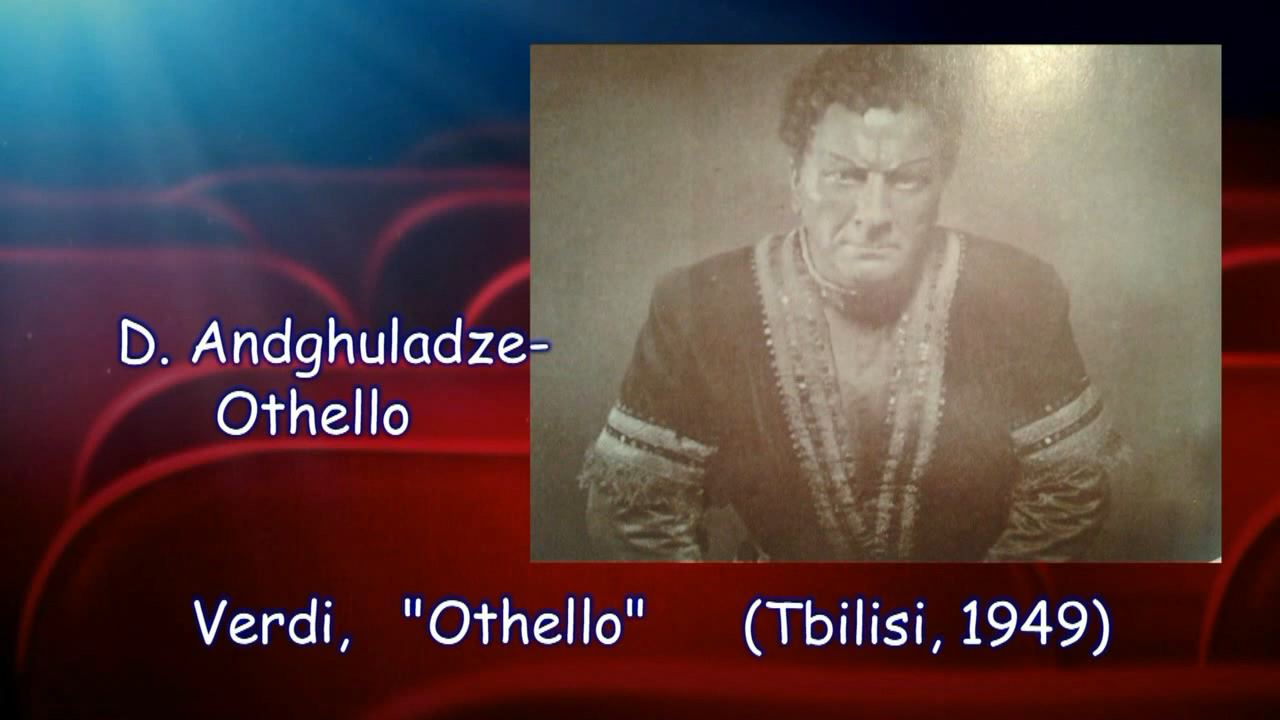 D. Andghuladze-
Othello
Verdi, "Othello" (Tbilisi, 1949)